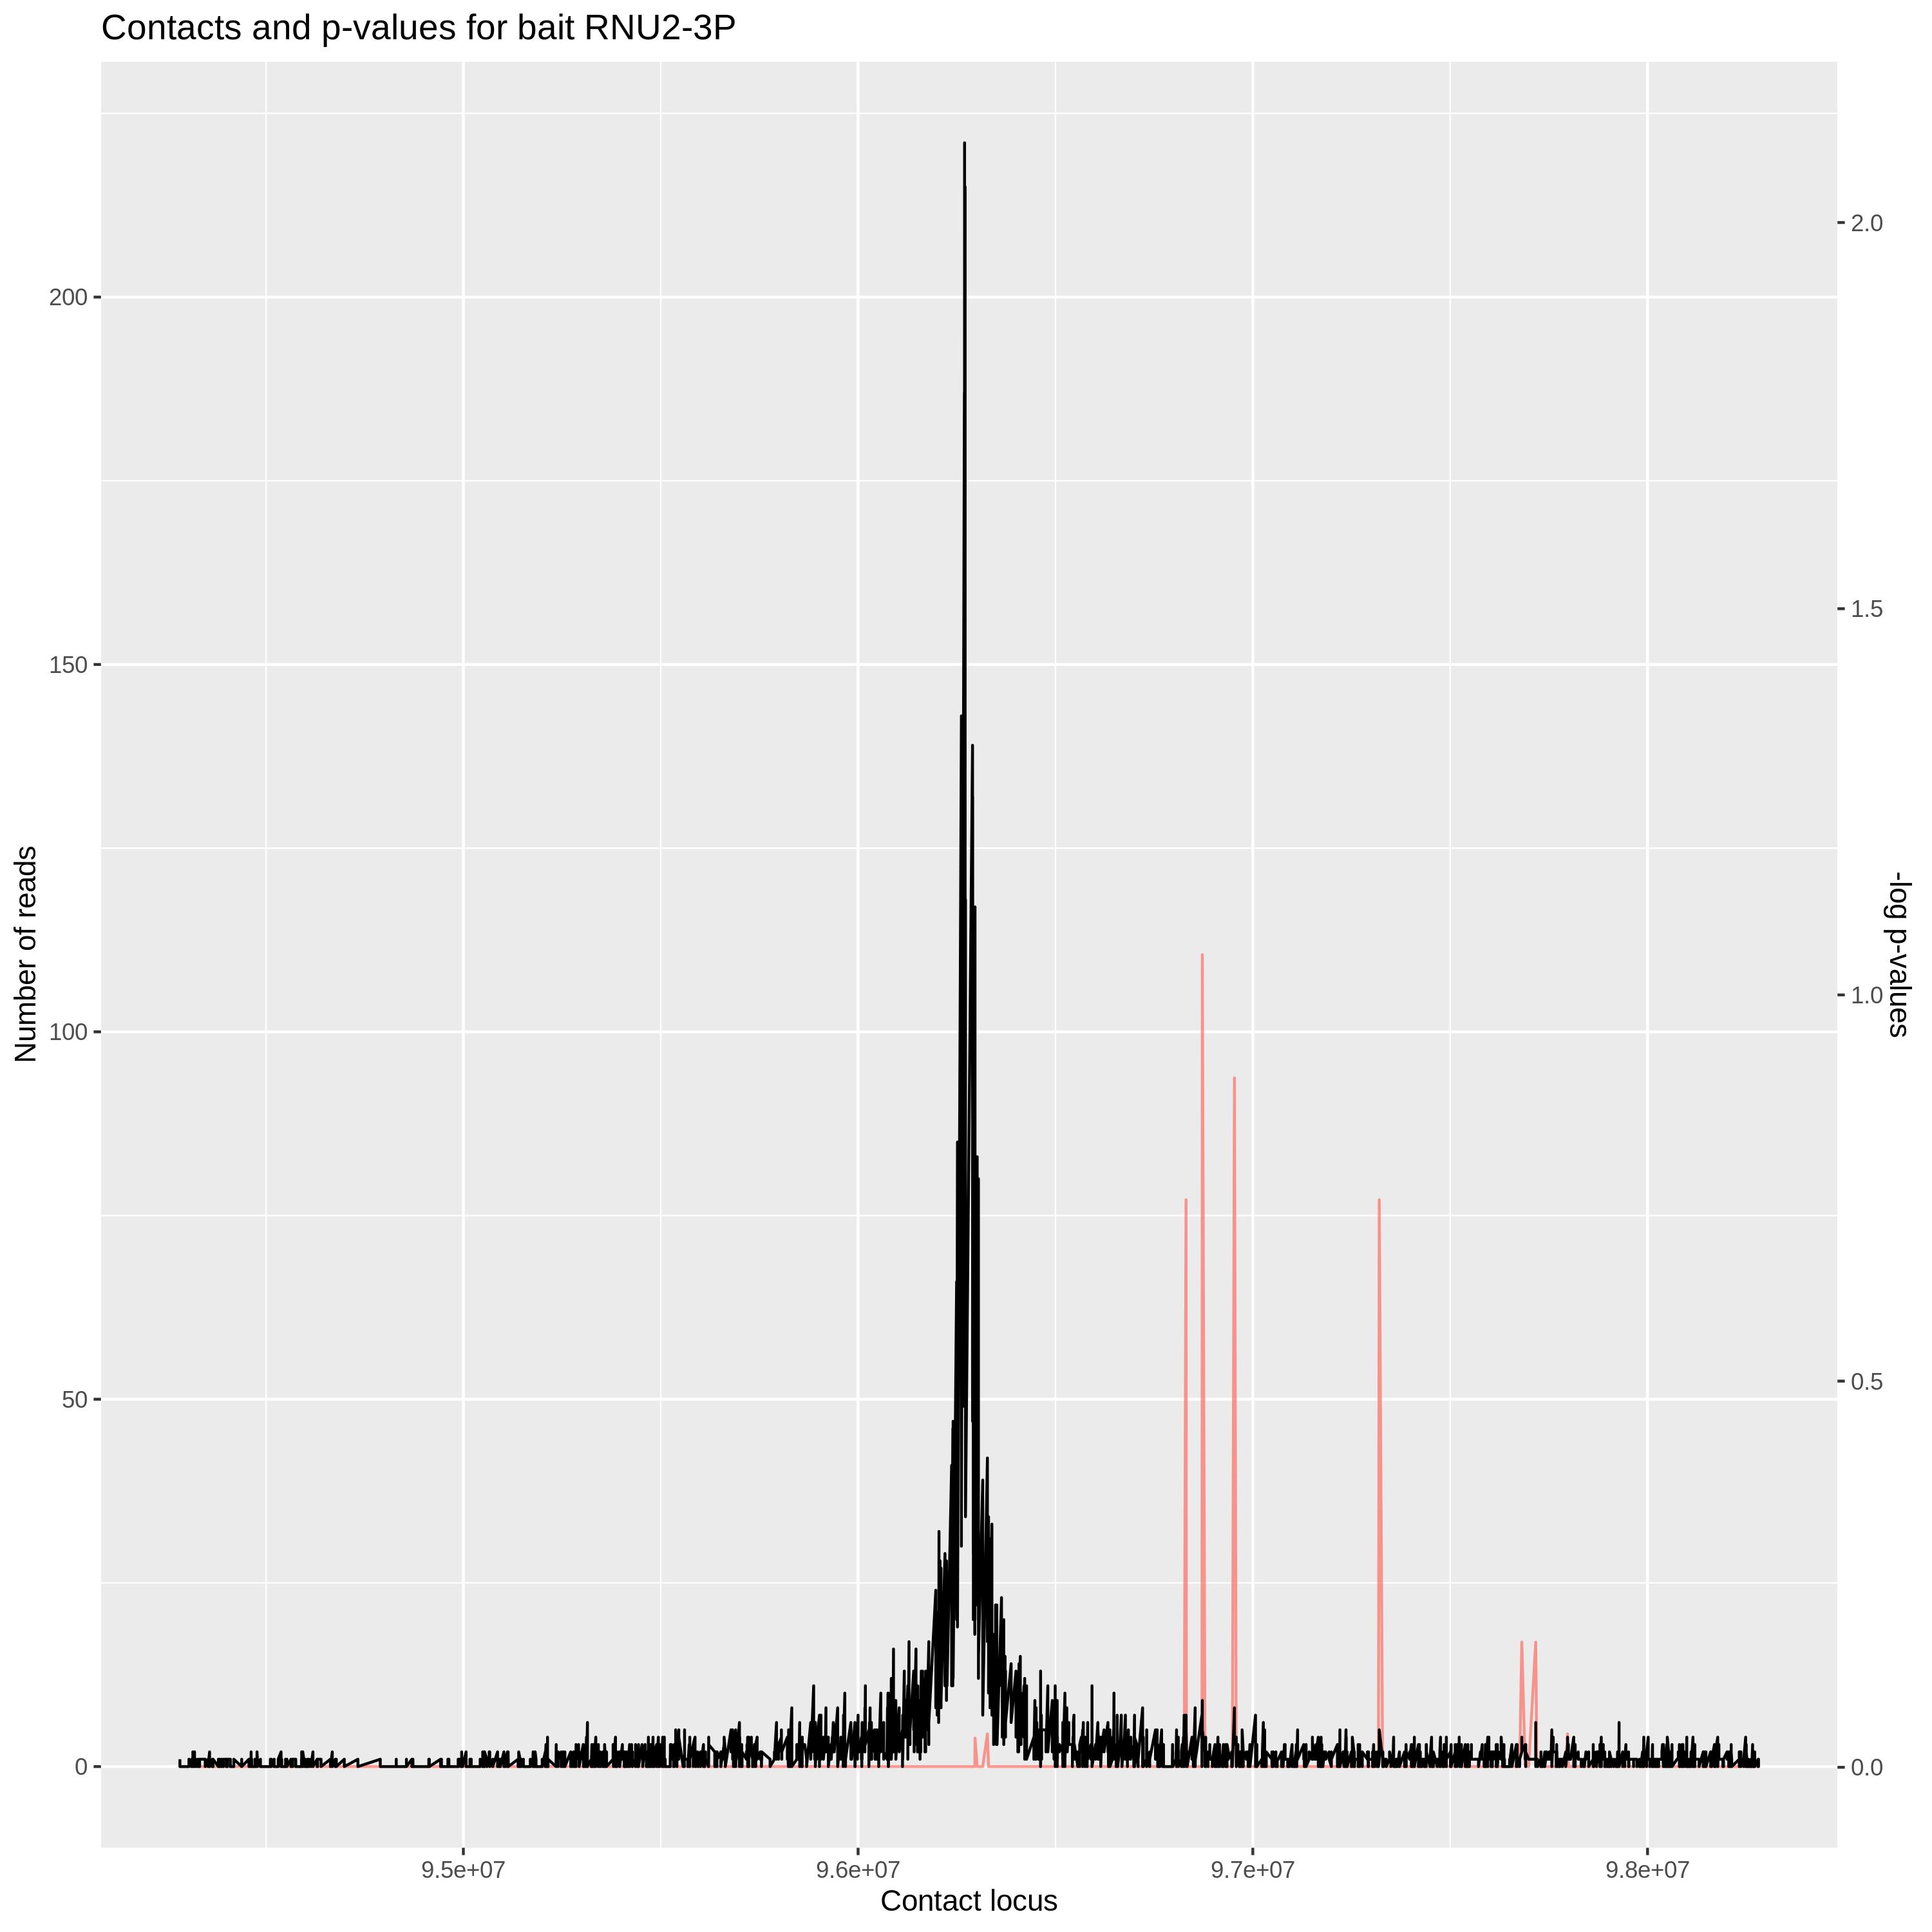 Contacts and p-values for bait RNU2-3P
Number of reads
200
150
100
50
0
2.0
1.5
1.0
0.5
0.0
-log p-values
9.5e+07
9.6e+07
9.7e+07
9.8e+07
Contact locus